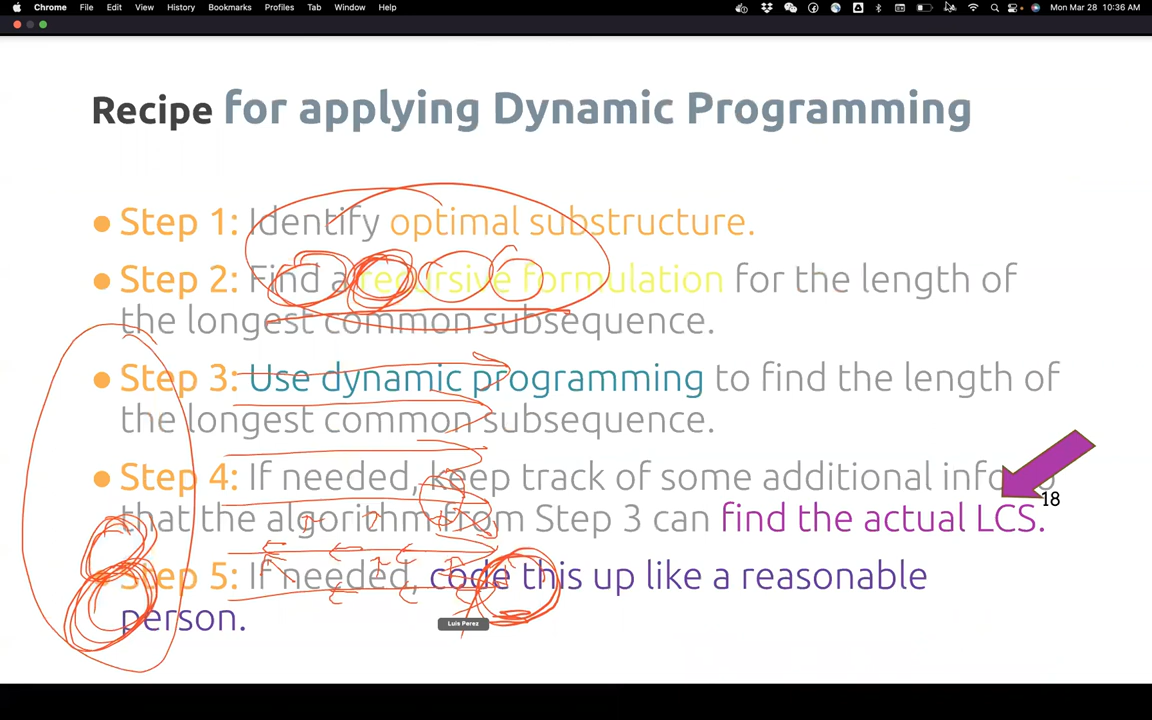 Chrome File Edit View History Bookmarks Profiles Tab Window Help Mon Mar 28 10:36 AM
Recipe for applying Dynamic Programming
● Step 1: Identify optimal substructure.
● Step 2: Find a recursive formulation for the length of
the longest common subsequence.
● Step 3: Use dynamic programming to find the length of
the longest common subsequence.
● Step 4: If needed, keep track of some additional info so
18
that the algorithm from Step 3 can find the actual LCS.
● Step 5: If needed, code this up like a reasonable
person.
Luis Perez